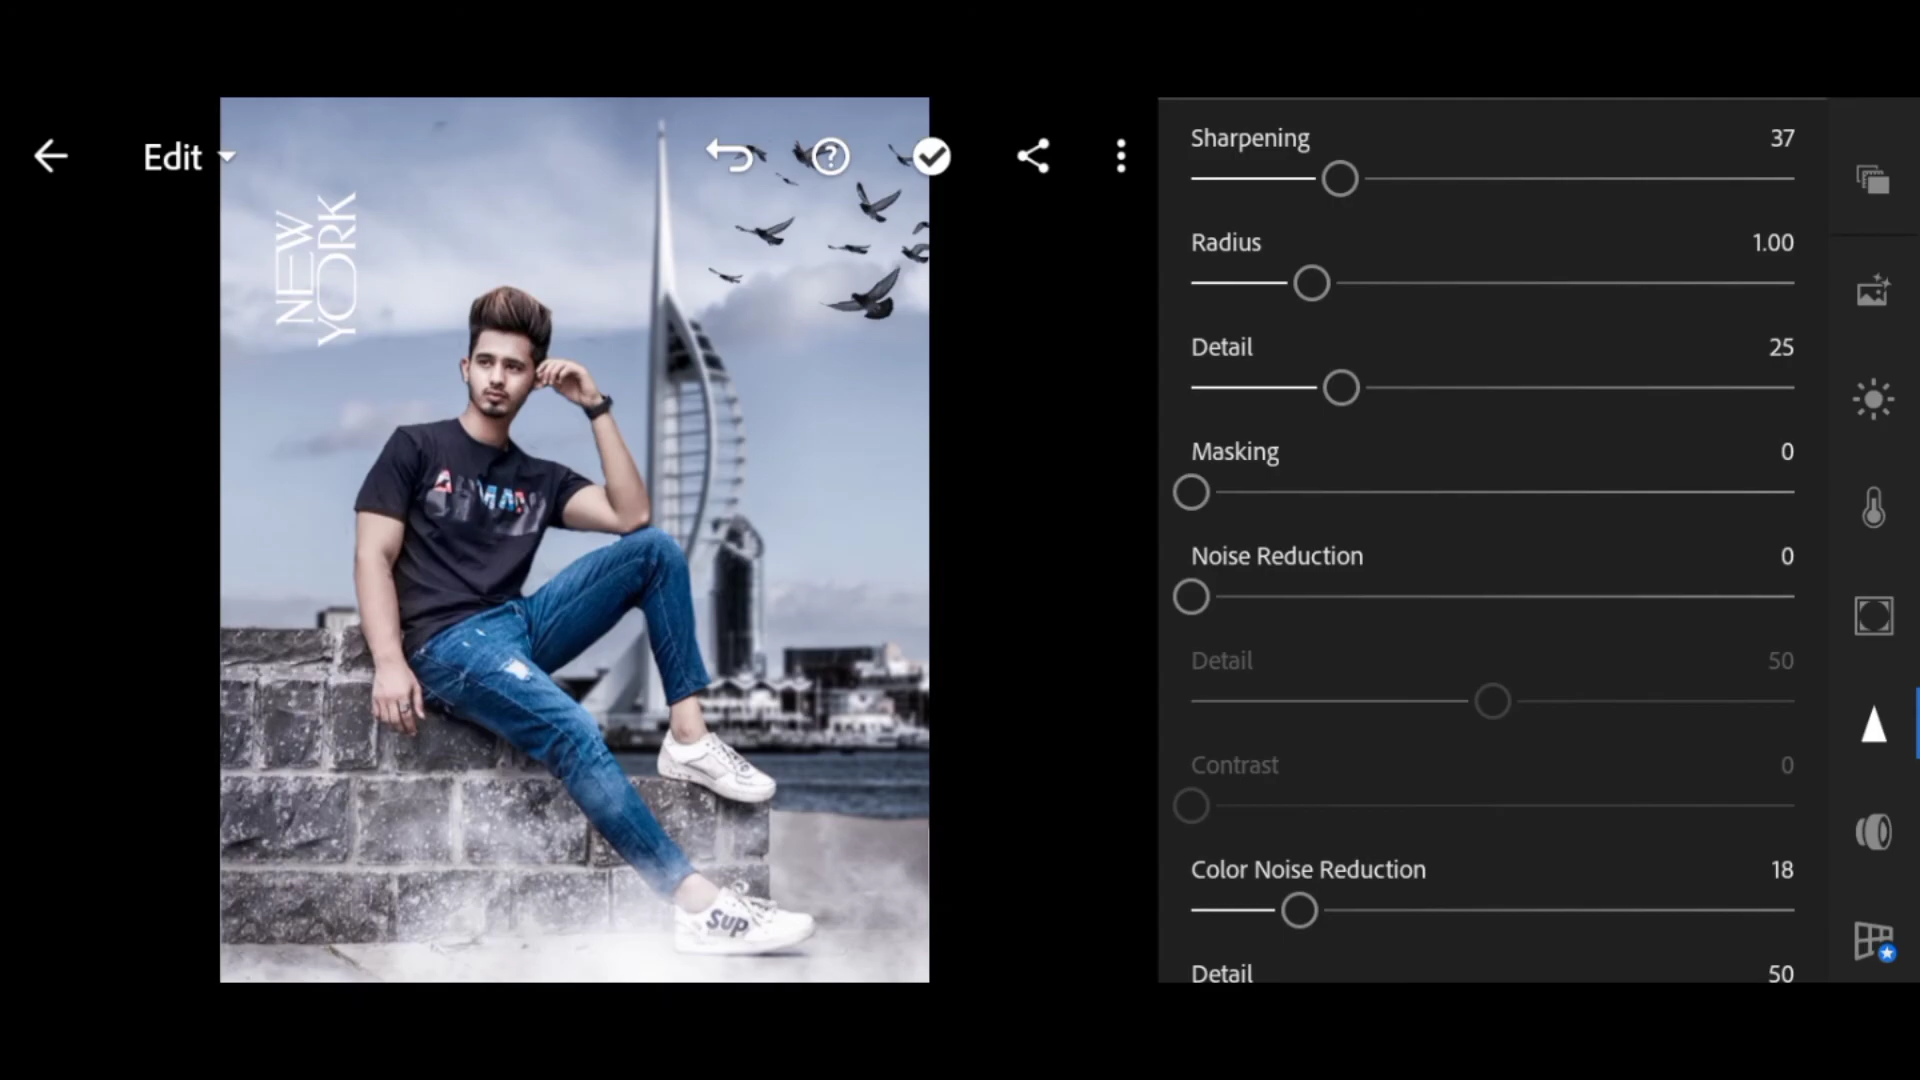 Edit
NEW
YORK
SUP
Sharpening 37
Radius 1.00
Detail 25
Masking 0
Noise Reduction 0
Detail 50
Contrast 0
Color Noise Reduction 18
Detail 50